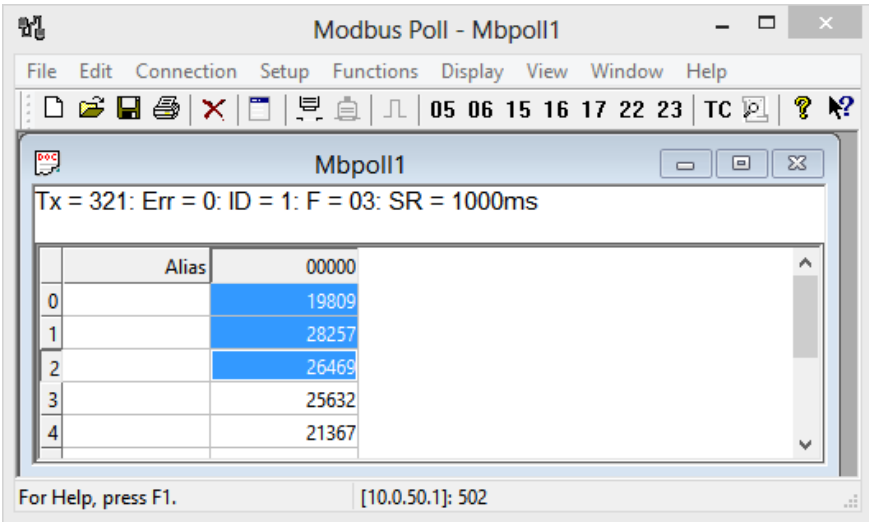 Modbus Poll - Mbpoll1
File Edit Connection Setup Functions Display View Window Help
05 06 15 16 17 22 23 TC
DOC Mbpoll1
Tx = 321: Err = 0: ID = 1: F = 03: SR = 1000ms
Alias 00000
0 19809
1 28257
2 26469
3 25632
4 21367
For Help, press F1. [10.0.50.1]: 502